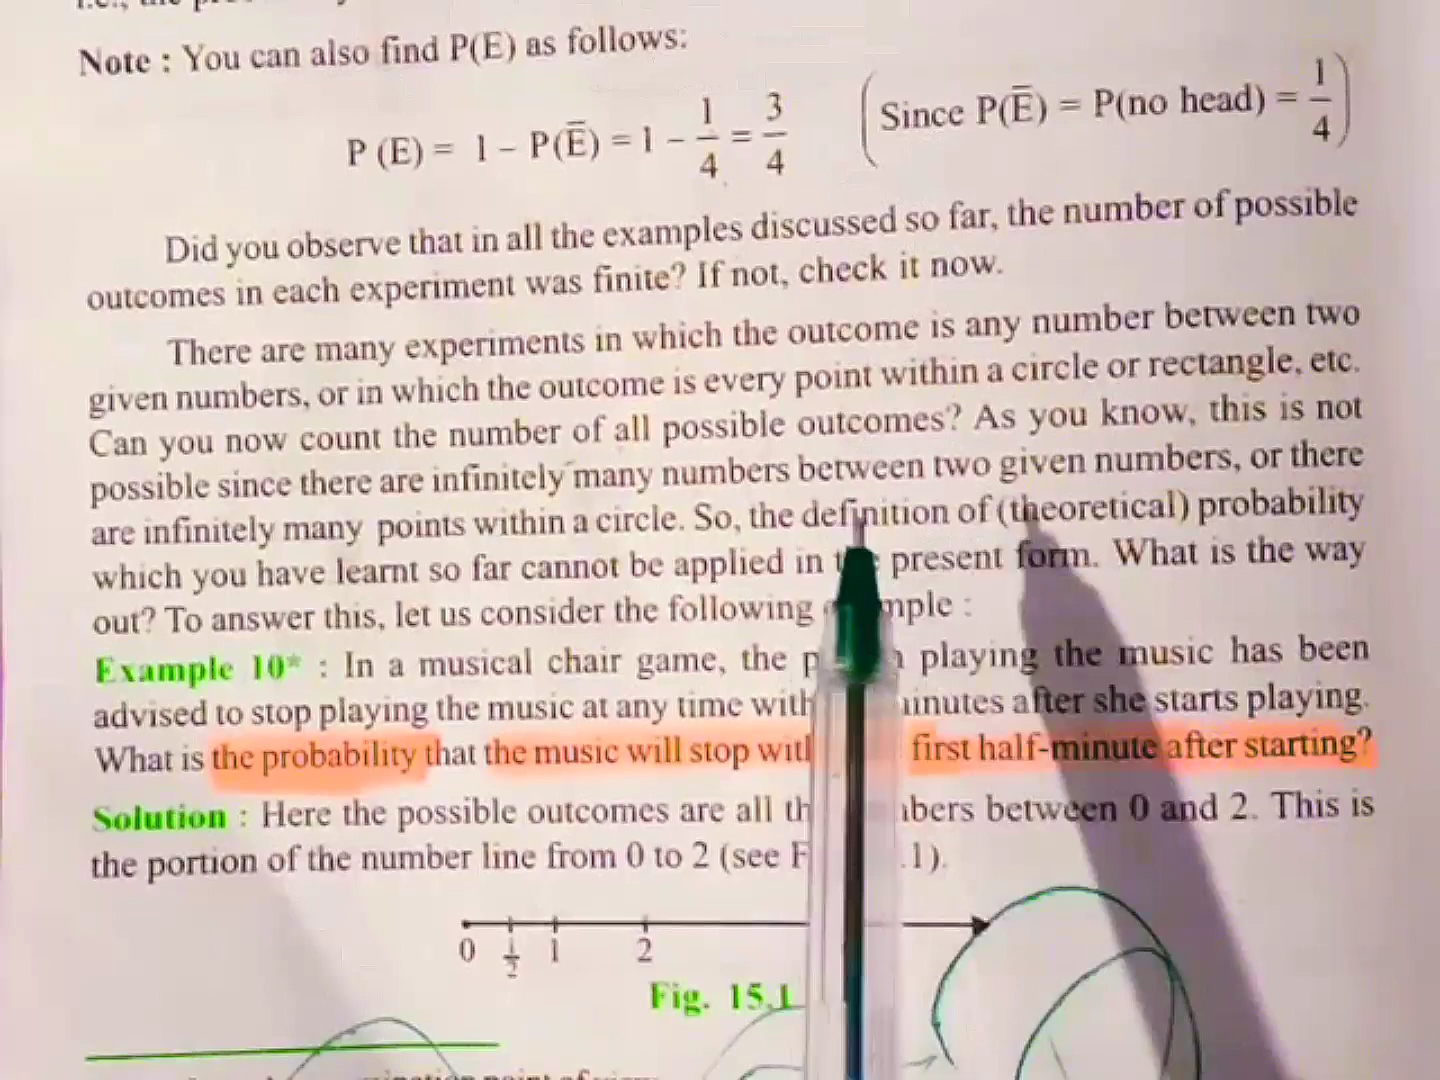 Note : You can also find P(E) as follows:
P (E) = 1 – P(E̅) = 1 – 1/4 = 3/4 (Since P(E̅) = P(no head) = 1/4)
Did you observe that in all the examples discussed so far, the number of possible
outcomes in each experiment was finite? If not, check it now.
There are many experiments in which the outcome is any number between two
given numbers, or in which the outcome is every point within a circle or rectangle, etc.
Can you now count the number of all possible outcomes? As you know, this is not
possible since there are infinitely many numbers between two given numbers, or there
are infinitely many points within a circle. So, the definition of (theoretical) probability
which you have learnt so far cannot be applied in present form. What is the way
out? To answer this, let us consider the following :
Example 10* : In a musical chair game, the playing the music has been
advised to stop playing the music at any time after she starts playing.
What is the probability that the music will stop first half-minute after starting?
Solution : Here the possible outcomes are all between 0 and 2. This is
the portion of the number line from 0 to 2 (see
0 1/2 1 2
Fig. 15.1